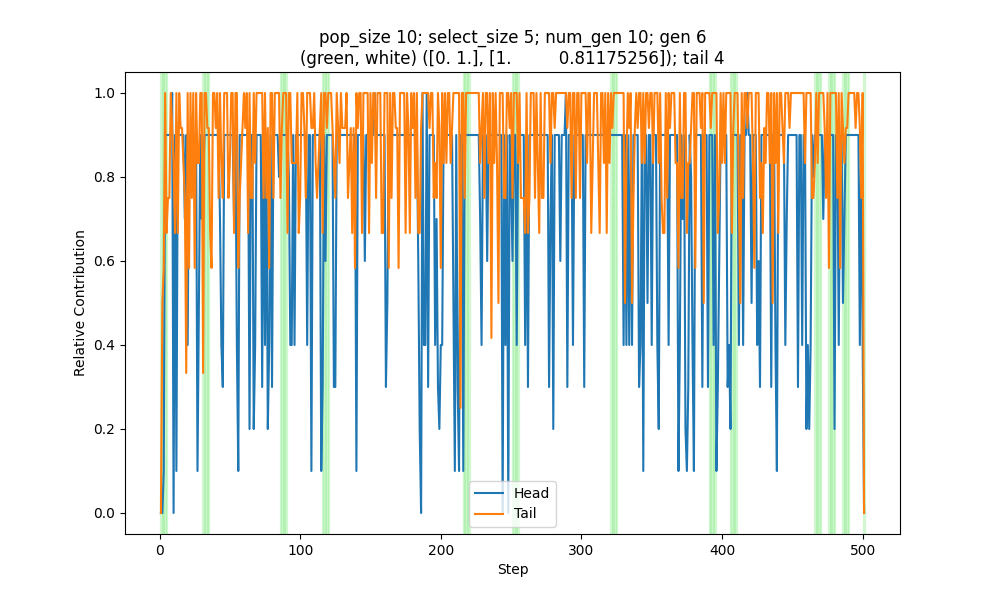 pop_size 10; select_size 5; num_gen 10; gen 6
(green, white) ([0. 1.], [1.         0.81175256]); tail 4
Relative Contribution
1.0
0.8
0.6
0.4
0.2
0.0
Head
Tail
0
100
200
300
400
500
Step